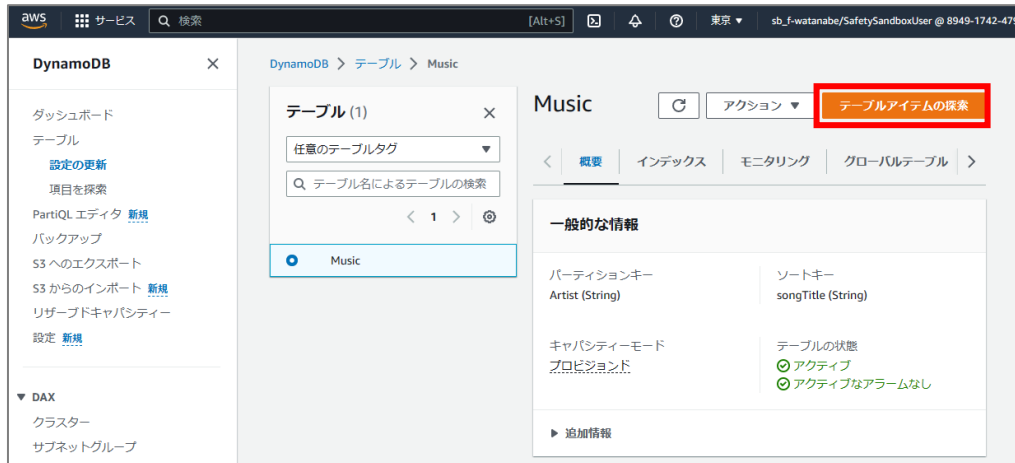 aws
サービス
検索
[Alt+S]
東京 ▼
sb_f-watanabe/SafetySandboxUser @ 8949-1742-479
DynamoDB
ダッシュボード
テーブル
設定の更新
項目を探索
PartiQL エディタ 新規
バックアップ
S3 へのエクスポート
S3 からのインポート 新規
リザーブドキャパシティー
設定 新規
▼ DAX
クラスター
サブネットグループ
DynamoDB > テーブル > Music
テーブル (1)
任意のテーブルタグ
テーブル名によるテーブルの検索
< 1 >
Music
Music
アクション ▼
テーブルアイテムの探索
概要
インデックス
モニタリング
グローバルテーブル
一般的な情報
パーティションキー
Artist (String)
ソートキー
songTitle (String)
キャパシティーモード
プロビジョンド
テーブルの状態
アクティブ
アクティブなアラームなし
▶ 追加情報